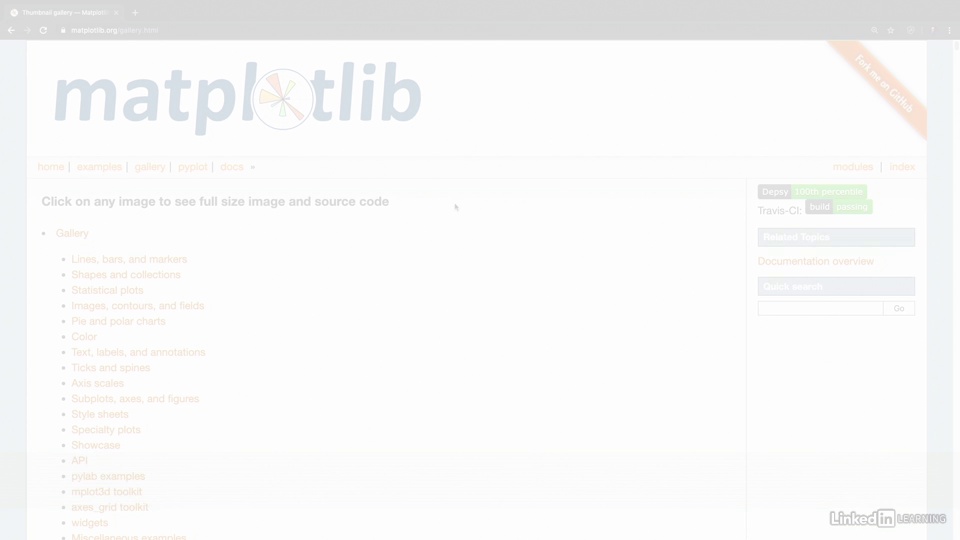 Thumbnail gallery — Matplotl
matplotlib.org/gallery.html
matplotlib
Fork me on GitHub
home | examples | gallery | pyplot | docs »
modules | index
Click on any image to see full size image and source code
Gallery
Lines, bars, and markers
Shapes and collections
Statistical plots
Images, contours, and fields
Pie and polar charts
Color
Text, labels, and annotations
Ticks and spines
Axis scales
Subplots, axes, and figures
Style sheets
Specialty plots
Showcase
API
pylab examples
mplot3d toolkit
axes_grid toolkit
widgets
Miscellaneous examples
Depsy 100th percentile
Travis-CI: build passing
Related Topics
Documentation overview
Quick search
Go
LinkedIn LEARNING